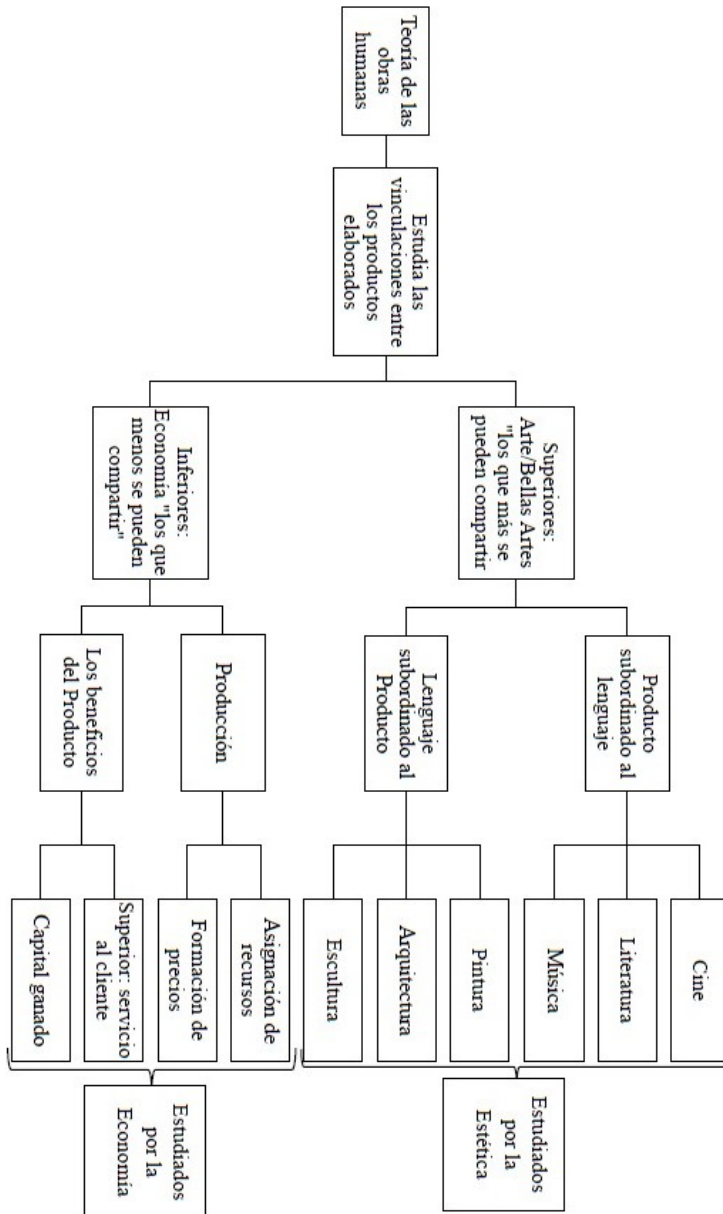 Teoría de las
obras
humanas
Estudia las
vinculaciones entre
los productos
elaborados
Superiores:
Arte/Bellas Artes
"los que más se
pueden compartir
Inferiores:
Economía "los que
menos se pueden
compartir"
Producto
subordinado al
lenguaje
Lenguaje
subordinado al
Producto
Producción
Los beneficios
del Producto
Cine
Literatura
Música
Pintura
Arquitectura
Escultura
Asignación de
recursos
Formación de
precios
Superior: servicio
al cliente
Capital ganado
Estudiados
por la
Estética
Estudiados
por la
Economía